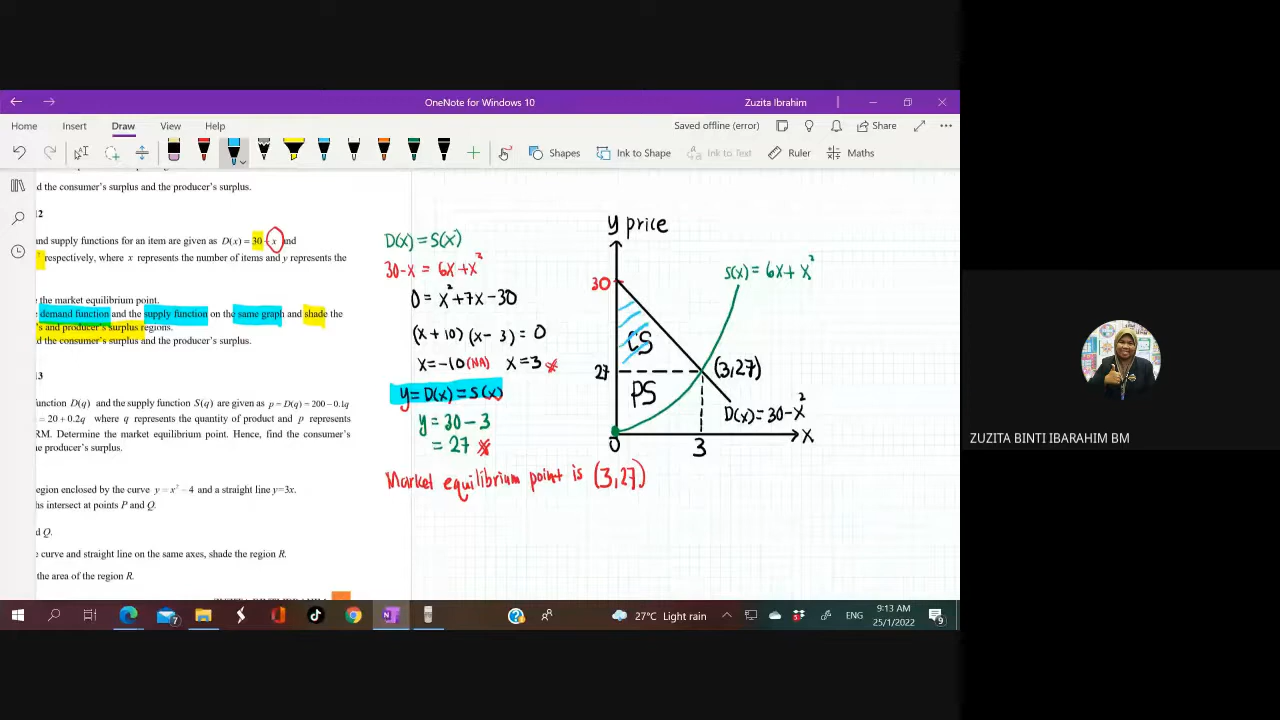 OneNote for Windows 10
Zuzita Ibrahim
Home Insert Draw View Help
Saved offline (error)
Share
Shapes
Ink to Shape
Ink to Text
Ruler
Maths
d the consumer's surplus and the producer's surplus.
12
and supply functions for an item are given as D(x) = 30 - x and
respectively, where x represents the number of items and y represents the
the market equilibrium point.
demand function and the supply function on the same graph and shade the
's and producer's surplus regions.
d the consumer's surplus and the producer's surplus.
13
function D(q) and the supply function S(q) are given as p = D(q) = 200 – 0.1q
= 20 + 0.2q where q represents the quantity of product and p represents
RM. Determine the market equilibrium point. Hence, find the consumer's
he producer's surplus.
egion enclosed by the curve y = x² – 4 and a straight line y=3x.
hs intersect at points P and Q.
d Q.
e curve and straight line on the same axes, shade the region R.
the area of the region R.
D(x) = S(x)
30-x = 6x+x²
0 = x²+7x-30
(x+10)(x-3) = 0
x=-10 (NA) x=3
y= D(x) = S(x)
y= 30-3
= 27
Market equilibrium point is (3,27)
y price
30
S(x) = 6x+x²
CS
27
(3,27)
PS
D(x)=30-x²
0
3
x
ZUZITA BINTI IBARAHIM BM
27°C Light rain
ENG
9:13 AM
25/1/2022